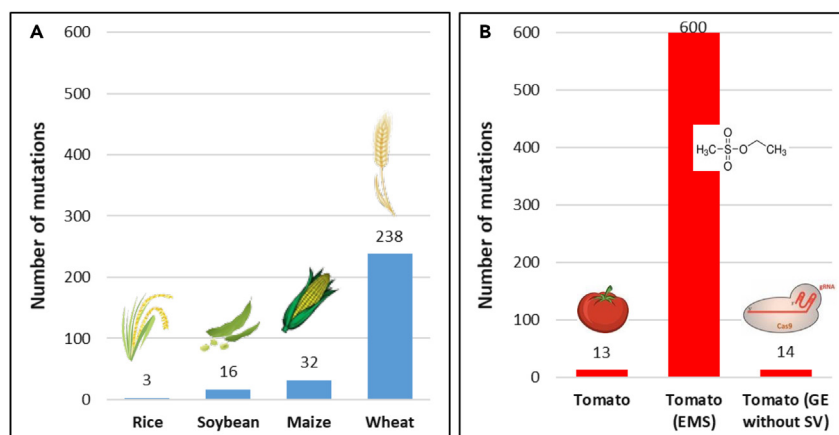 A
Number of mutations
600
500
400
300
200
100
0
3
16
32
238
Rice
Soybean
Maize
Wheat
B
Number of mutations
600
500
400
300
200
100
0
13
600
14
O
H₃C
S
O
CH₃
O
gRNA
Cas9
Tomato
Tomato
(EMS)
Tomato (GE
without SV)